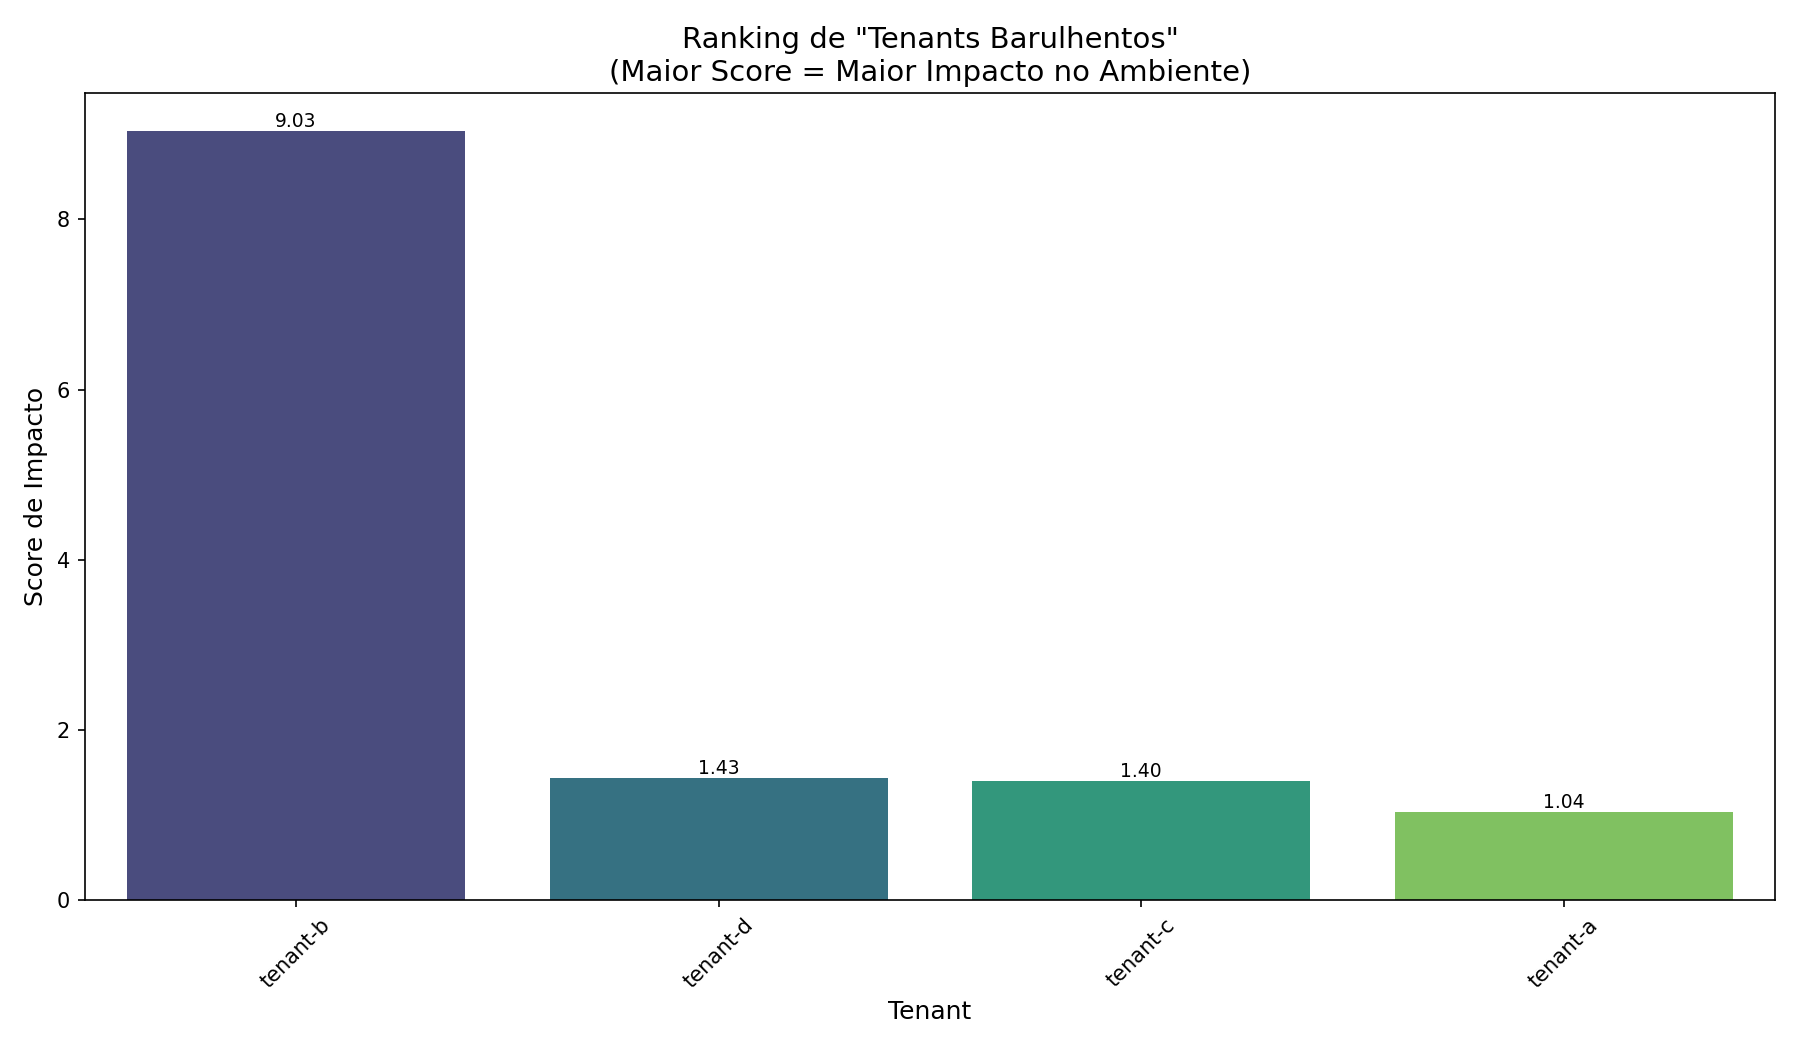 Ranking de "Tenants Barulhentos"
(Maior Score = Maior Impacto no Ambiente)
Score de Impacto
8
6
4
2
0
9.03
1.43
1.40
1.04
tenant-b
tenant-d
tenant-c
tenant-a
Tenant